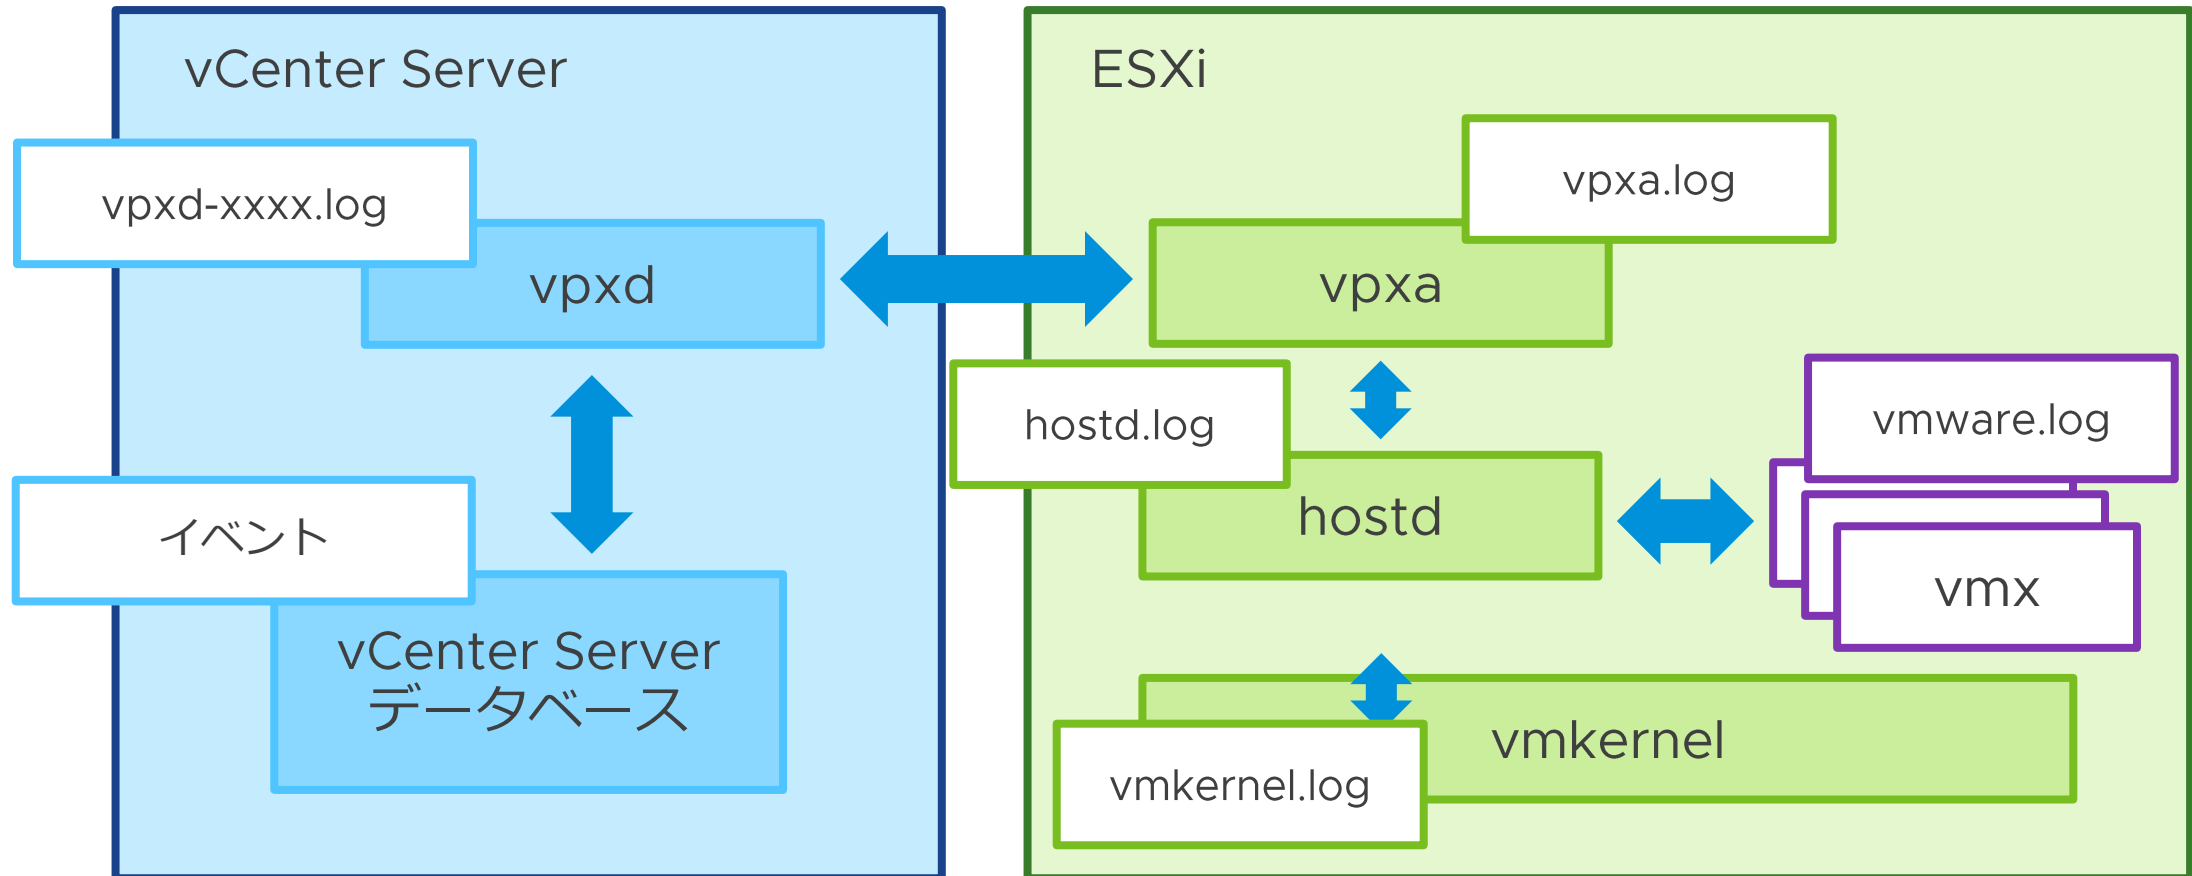 vCenter Server
vpxd-xxxx.log
vpxd
イベント
vCenter Server
データベース
ESXi
vpxa.log
vpxa
hostd.log
hostd
vmware.log
vmx
vmkernel
vmkernel.log